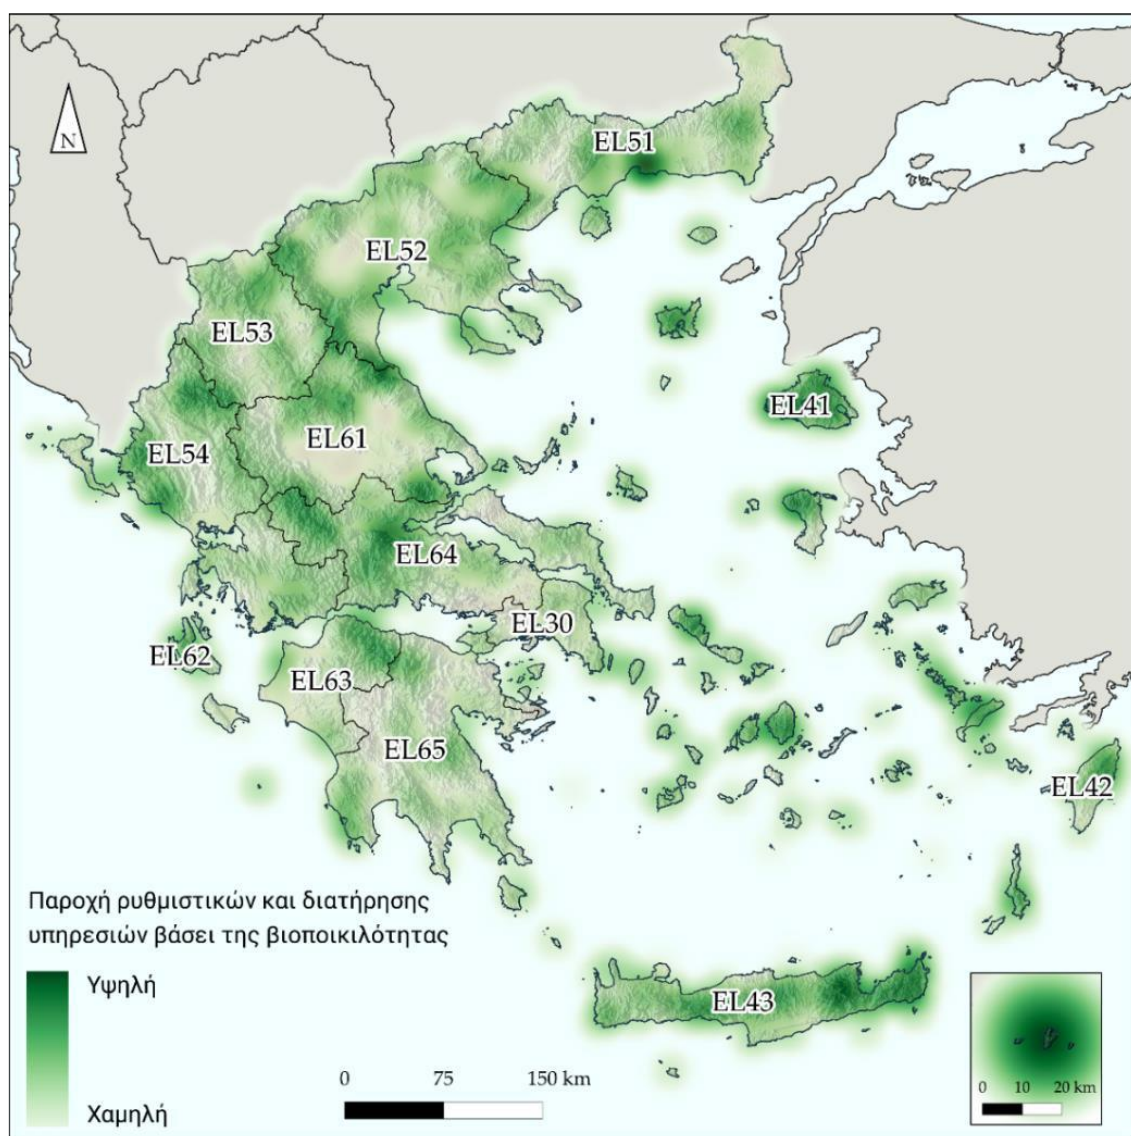 N
EL51
EL52
EL53
EL41
EL61
EL54
EL64
EL30
EL62
EL63
EL65
EL42
Παροχή ρυθμιστικών και διατήρησης
υπηρεσιών βάσει της βιοποικιλότητας
Υψηλή
Χαμηλή
EL43
0 75 150 km
0 10 20 km